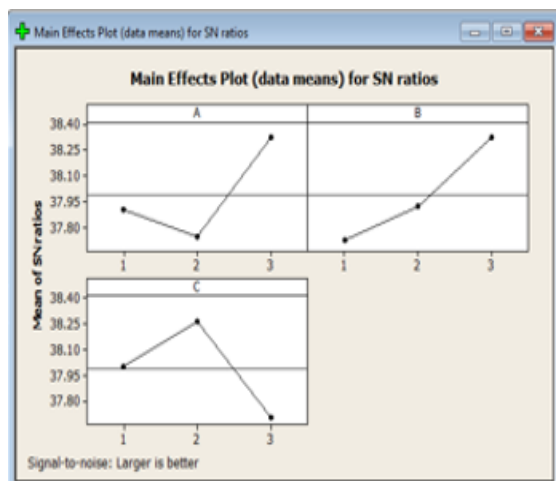 Main Effects Plot (data means) for SN ratios
Main Effects Plot (data means) for SN ratios
Mean of SN ratios
A
B
38.40
38.25
38.10
37.95
37.80
1 2 3
1 2 3
C
38.40
38.25
38.10
37.95
37.80
1 2 3
Signal-to-noise: Larger is better